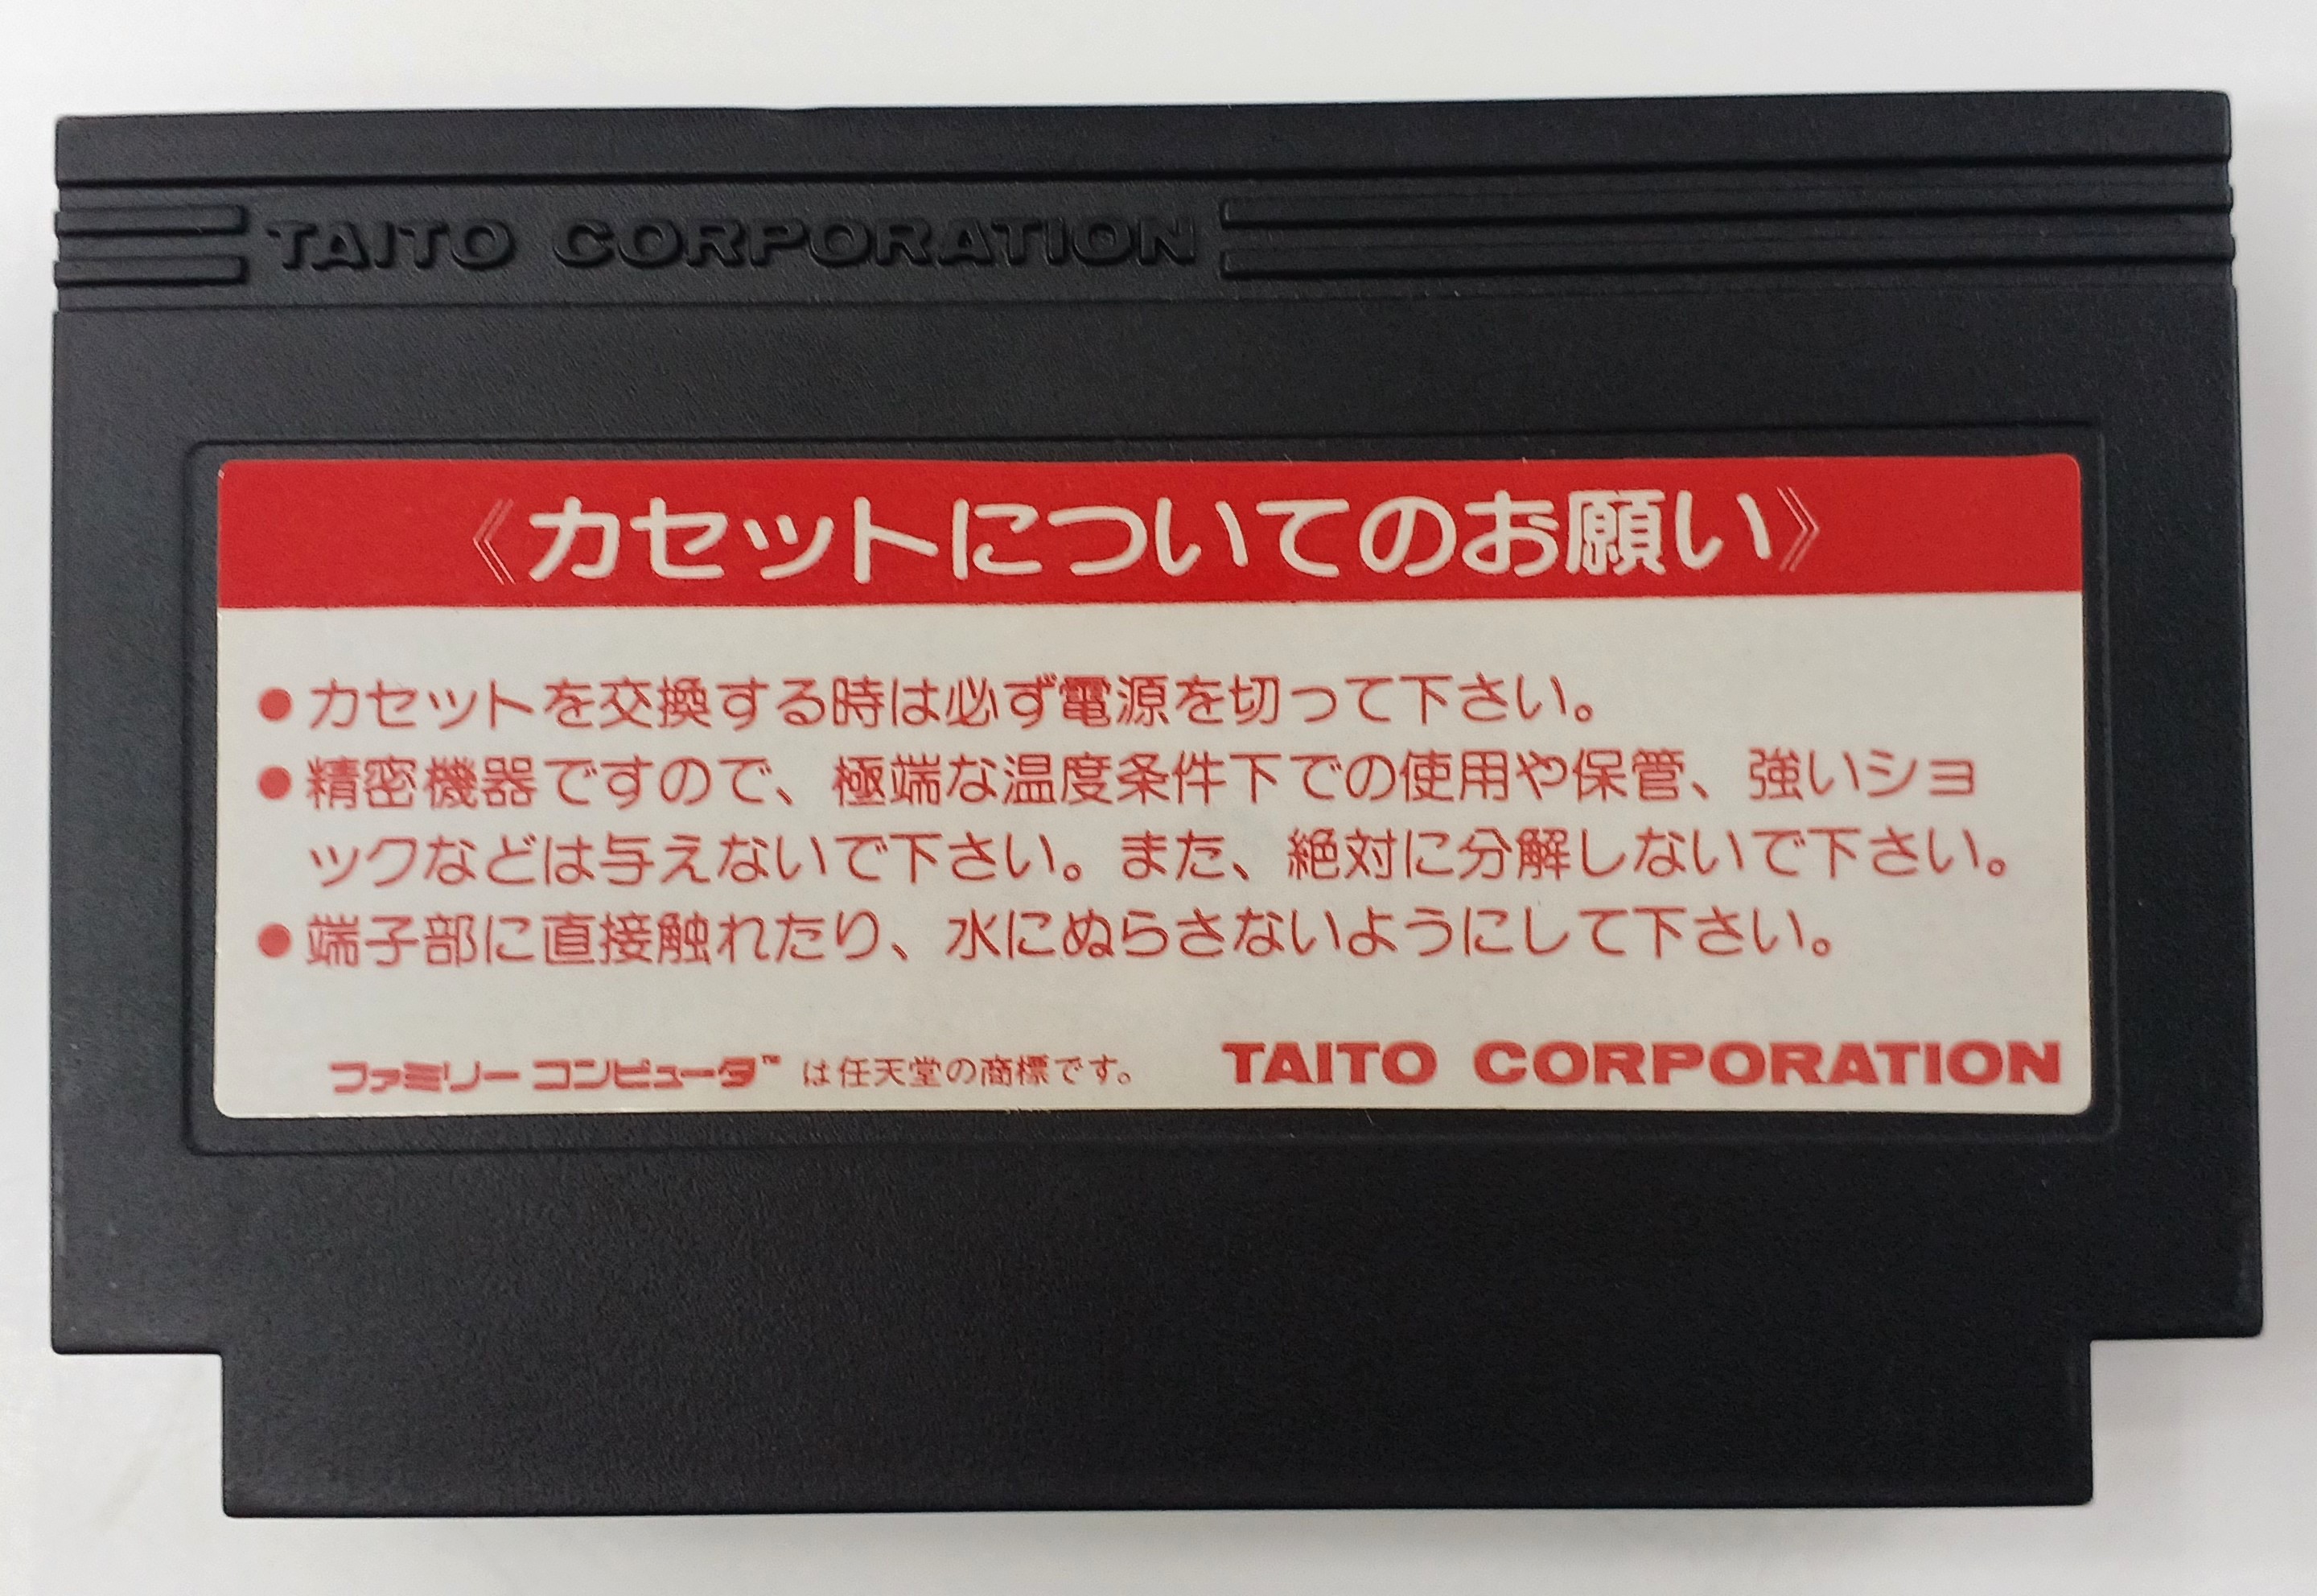 TAITO CORPORATION
《カセットについてのお願い》
●カセットを交換する時は必ず電源を切って下さい。
●精密機器ですので、極端な温度条件下での使用や保管、強いショ
ックなどは与えないで下さい。また、絶対に分解しないで下さい。
●端子部に直接触れたり、水にぬらさないようにして下さい。
ファミリーコンピュータ™は任天堂の商標です。 TAITO CORPORATION